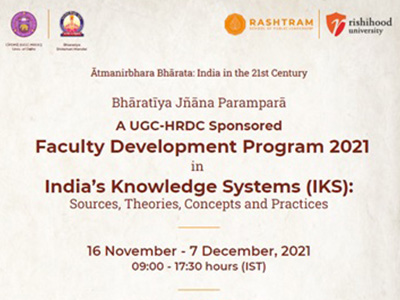 RASHTRAM
rishihood
university
Ātmanirbhara Bhārata: India in the 21st Century
Bhāratīya Jñāna Paramparā
A UGC-HRDC Sponsored
Faculty Development Program 2021
in
India's Knowledge Systems (IKS):
Sources, Theories, Concepts and Practices
16 November - 7 December, 2021
09:00 - 17:30 hours (IST)